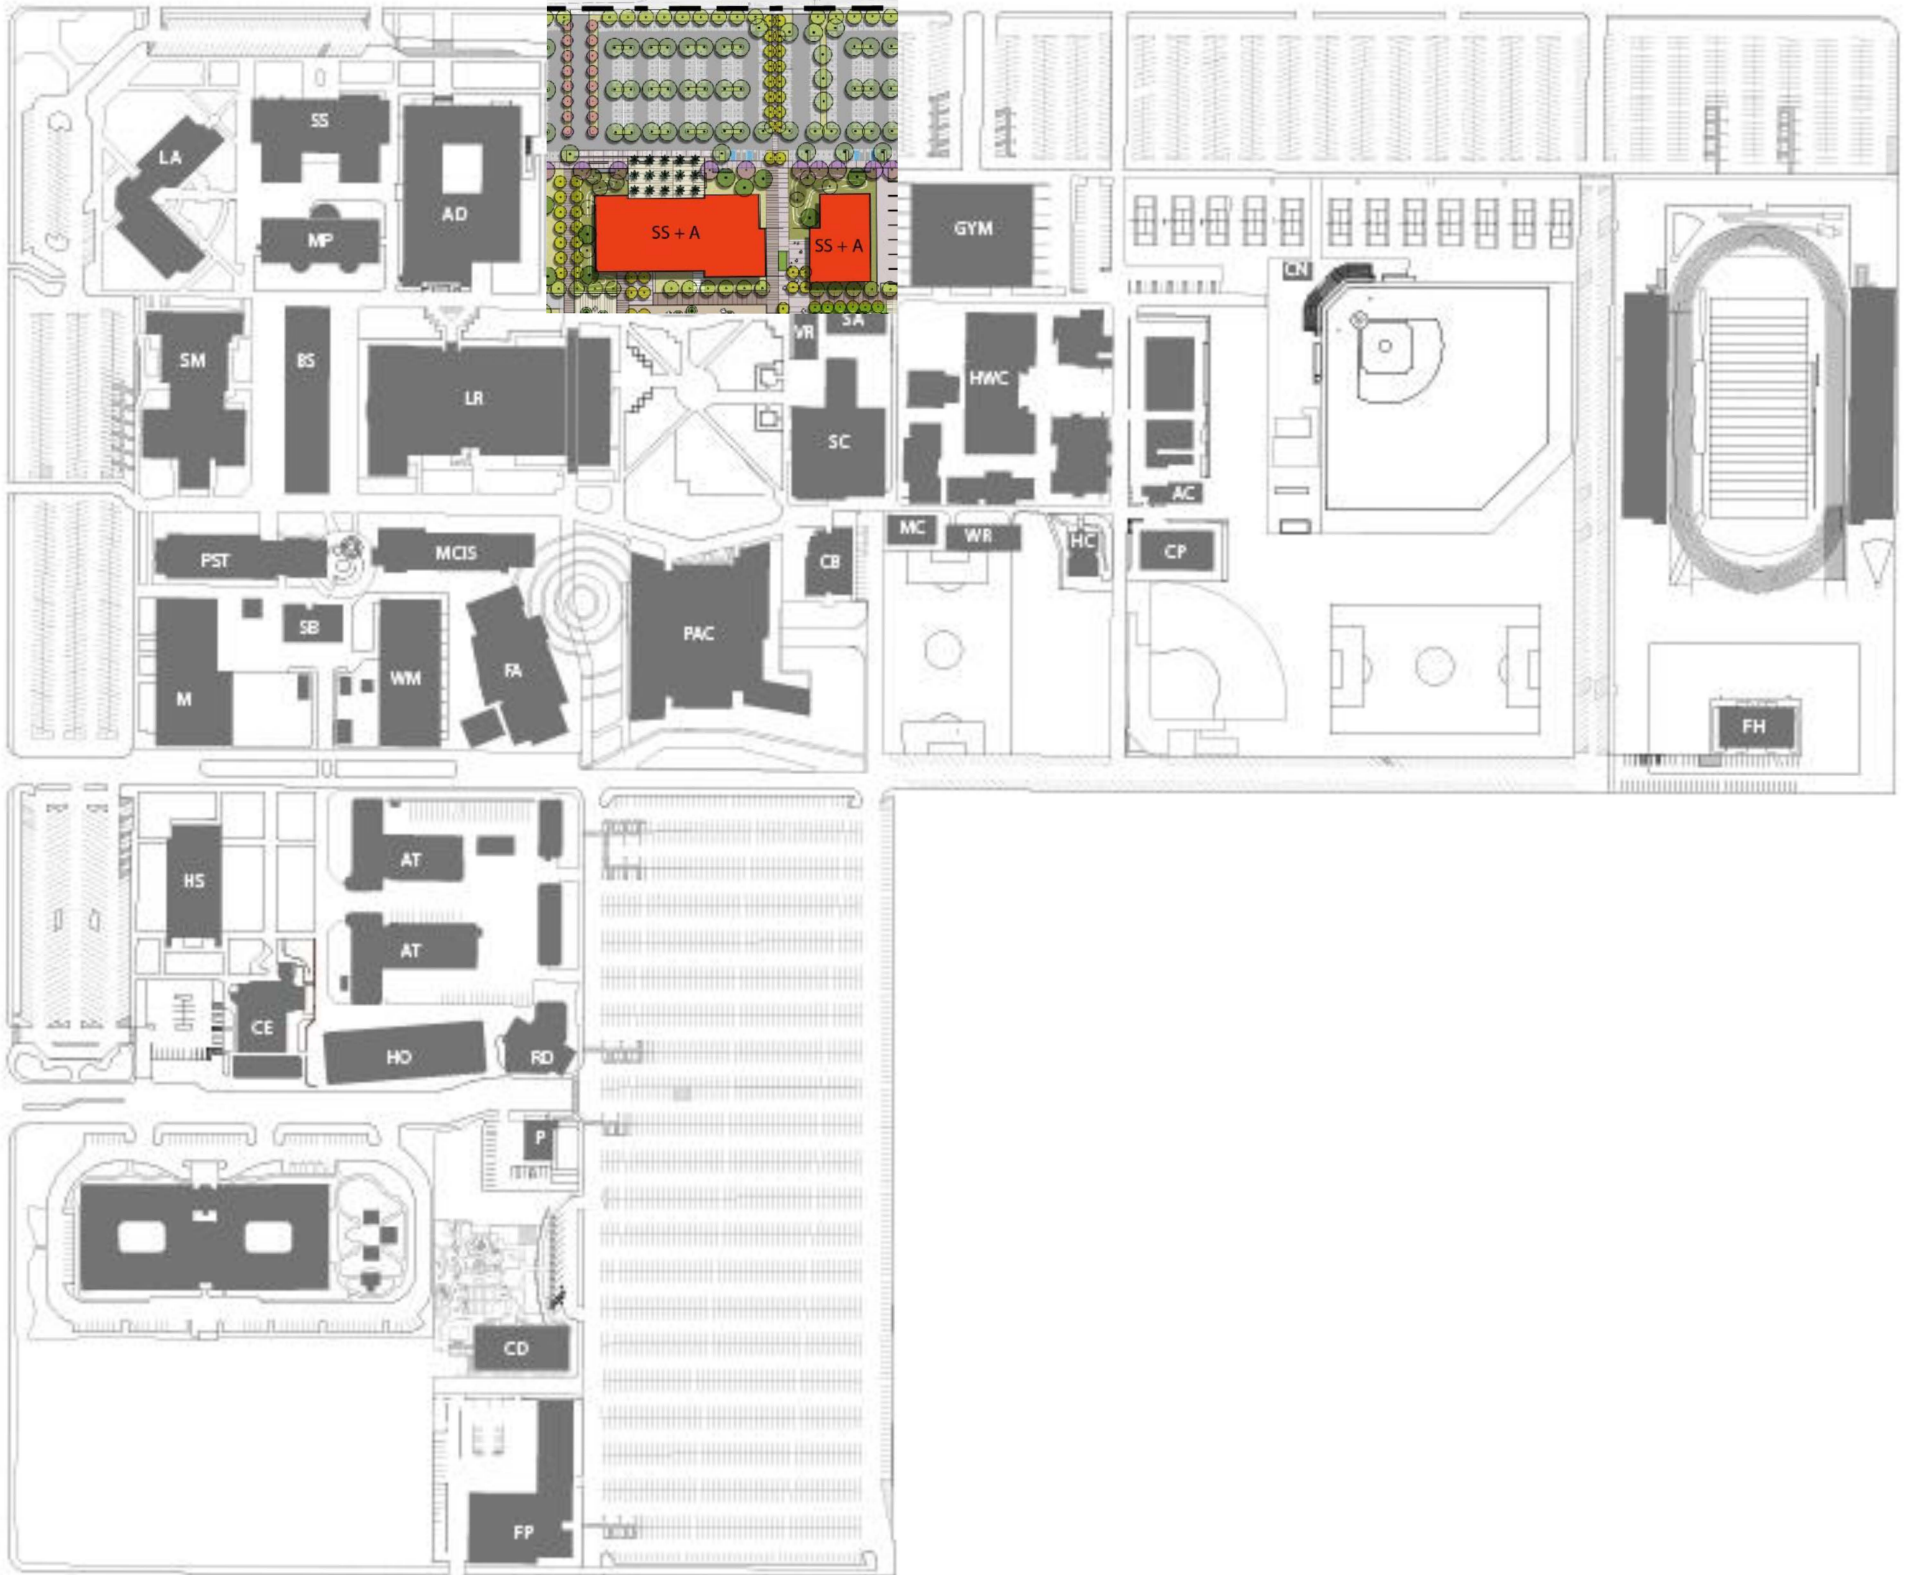 SS
LA
AD
MP
SS + A
SS + A
GYM
CN
SM
BS
LR
VR
SA
SC
HWC
AC
PST
MCIS
CB
MC
WR
HC
CP
SB
M
WM
FA
PAC
FH
HS
AT
AT
CE
HO
RD
P
CD
FP